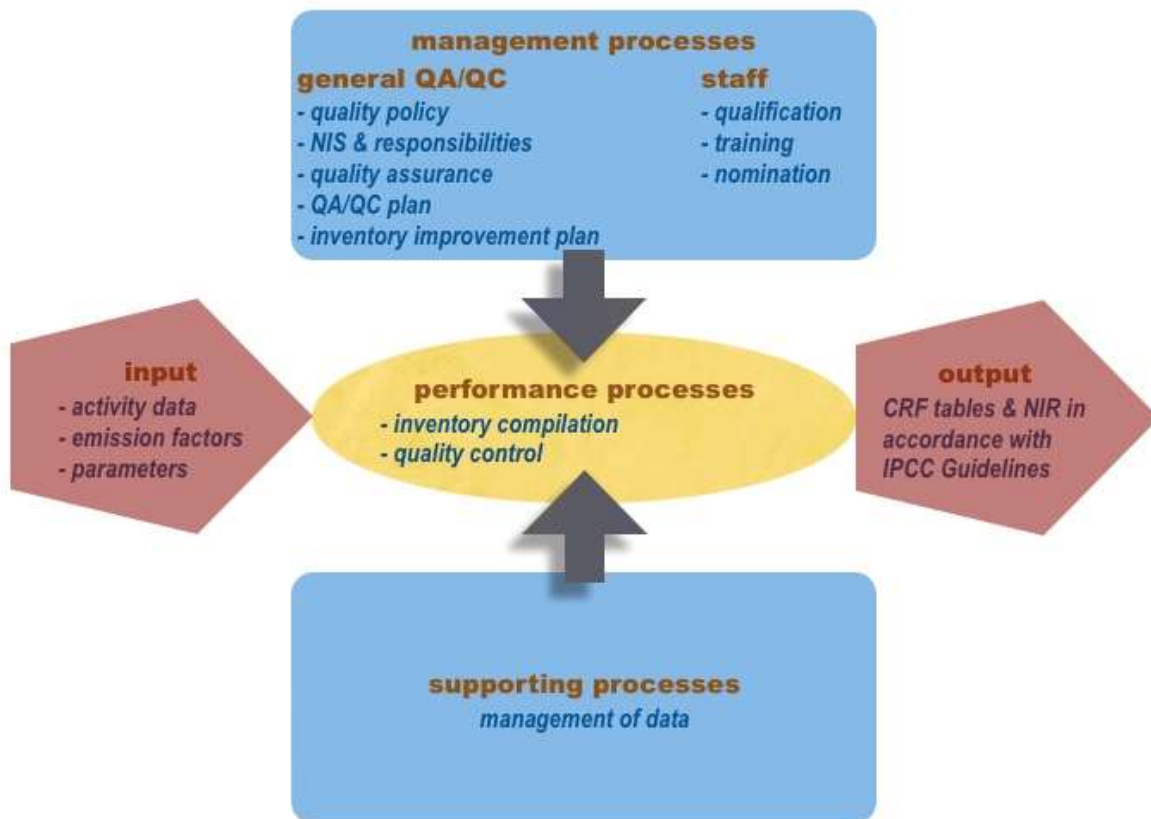 management processes
general QA/QC
- quality policy
- NIS & responsibilities
- quality assurance
- QA/QC plan
- inventory improvement plan
staff
- qualification
- training
- nomination
input
- activity data
- emission factors
- parameters
performance processes
- inventory compilation
- quality control
output
CRF tables & NIR in
accordance with
IPCC Guidelines
supporting processes
management of data